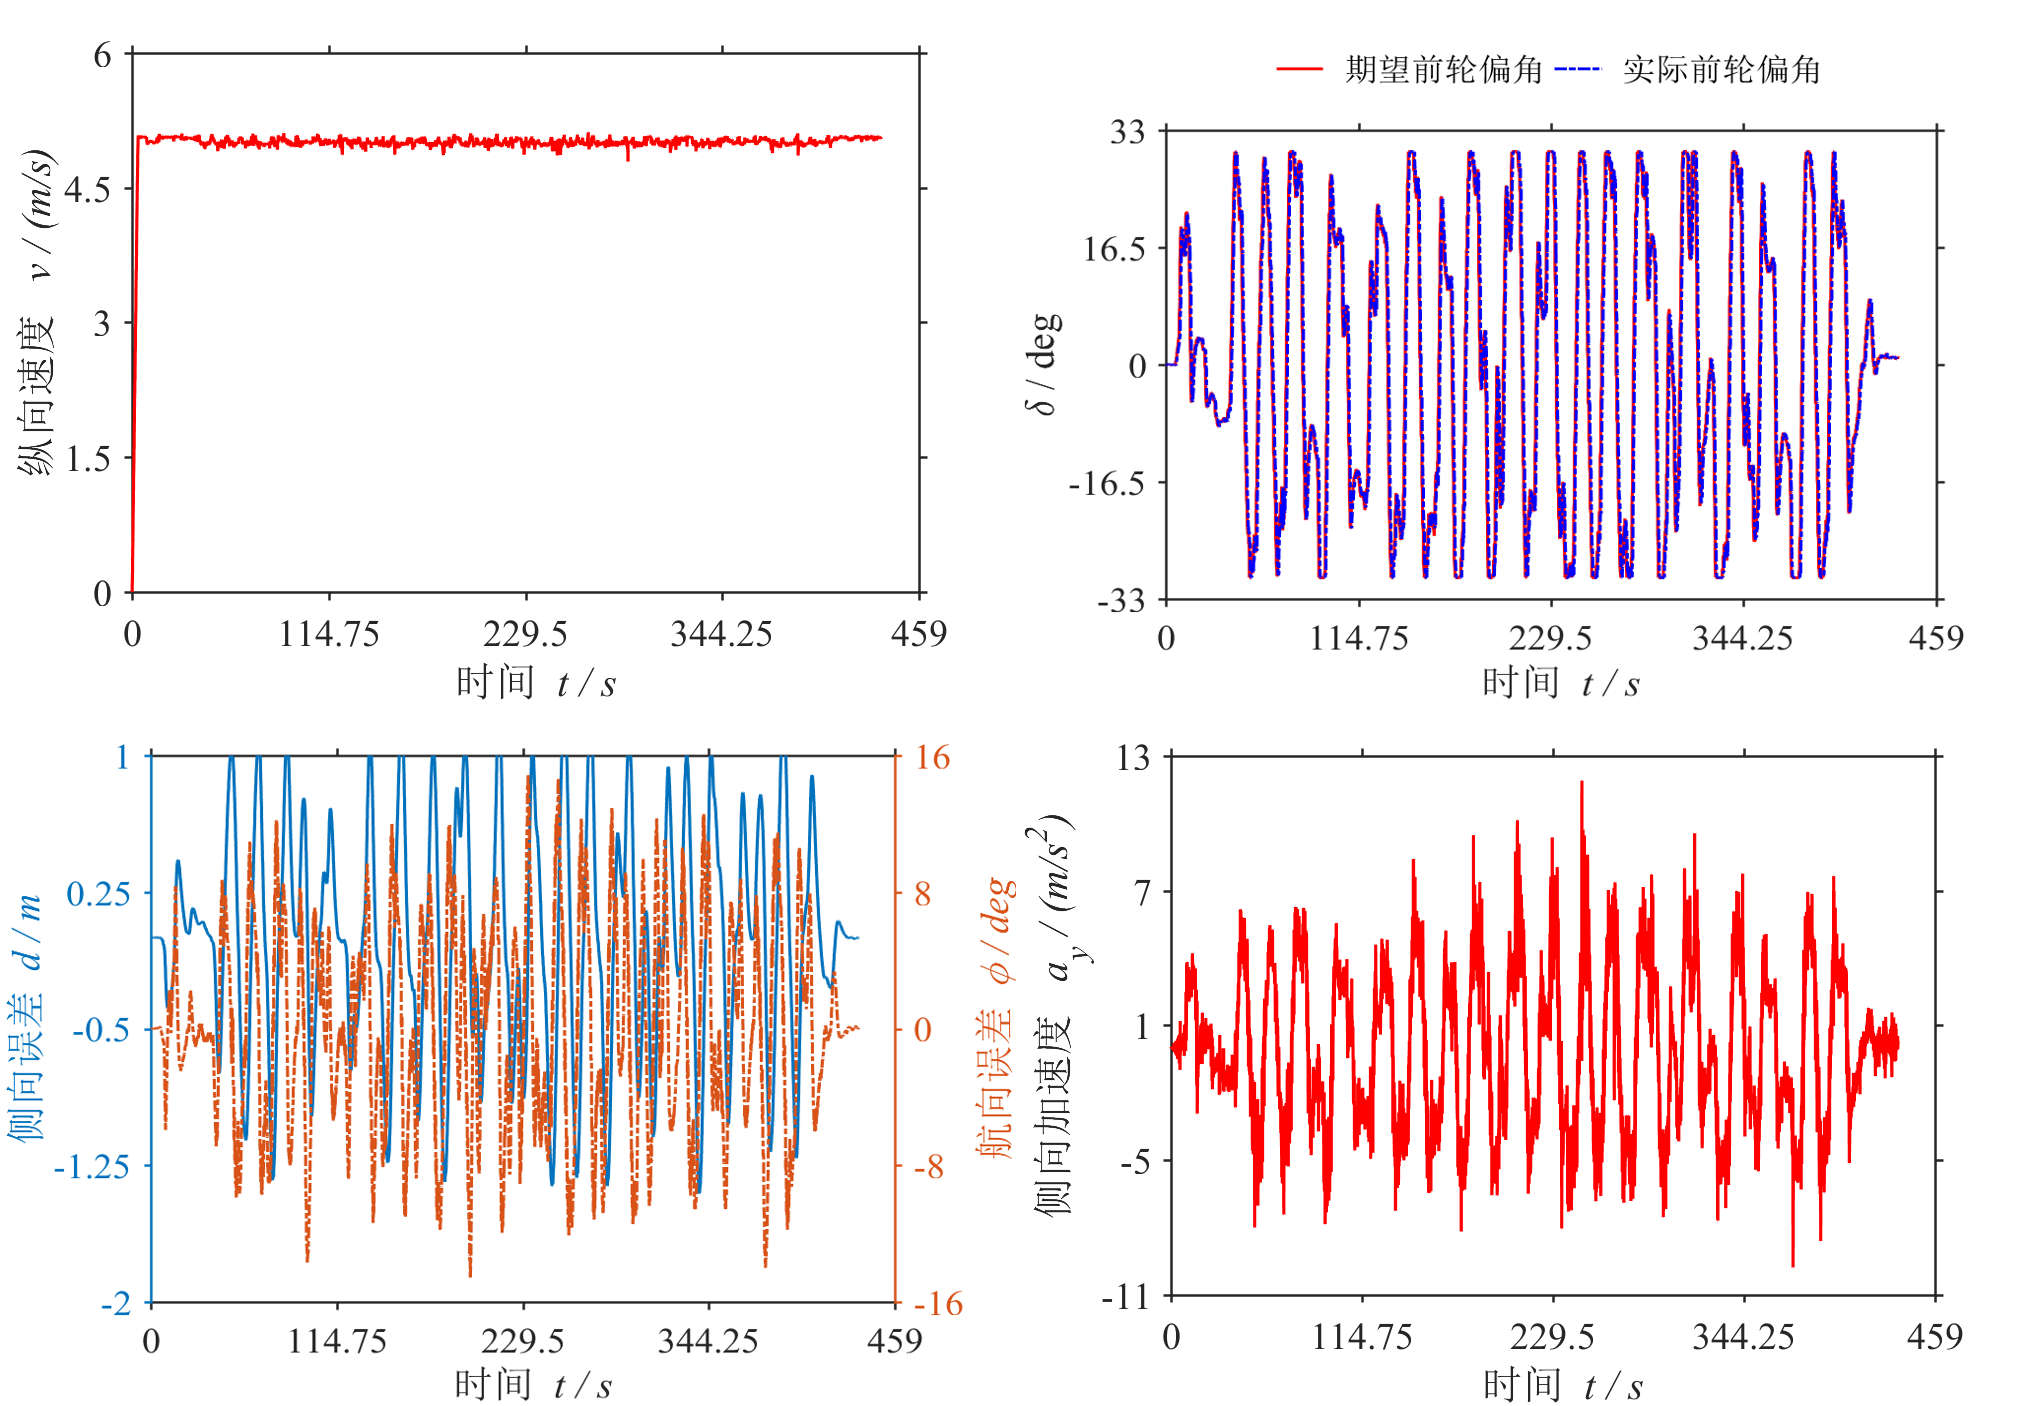 6
4.5
3
1.5
0
0 114.75 229.5 344.25 459
时间 t / s
纵向速度 v / (m/s)
期望前轮偏角 实际前轮偏角
33
16.5
0
-16.5
-33
0 114.75 229.5 344.25 459
时间 t / s
δ / deg
1
0.25
-0.5
-1.25
-2
16
8
0
-8
-16
0 114.75 229.5 344.25 459
时间 t / s
侧向误差 d / m
航向误差 ϕ / deg
13
7
1
-5
-11
0 114.75 229.5 344.25 459
时间 t / s
侧向加速度 a_y / (m/s²)